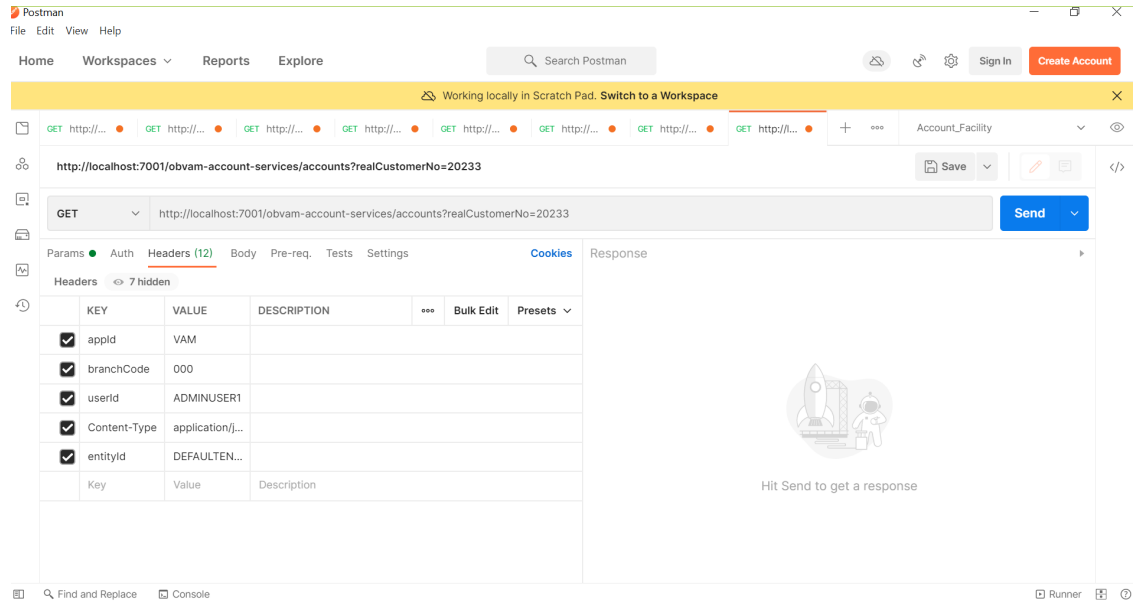 Postman
File Edit View Help
Home Workspaces Reports Explore Search Postman Sign In Create Account
Working locally in Scratch Pad. Switch to a Workspace
GET http://... GET http://... GET http://... GET http://... GET http://... GET http://... GET http://... GET http://l... Account_Facility
http://localhost:7001/obvam-account-services/accounts?realCustomerNo=20233 Save
GET http://localhost:7001/obvam-account-services/accounts?realCustomerNo=20233 Send
Params Auth Headers (12) Body Pre-req. Tests Settings Cookies Response
Headers 7 hidden
KEY VALUE DESCRIPTION Bulk Edit Presets
appId VAM
branchCode 000
userId ADMINUSER1
Content-Type application/j...
entityId DEFAULTEN...
Key Value Description
Hit Send to get a response
Find and Replace Console Runner